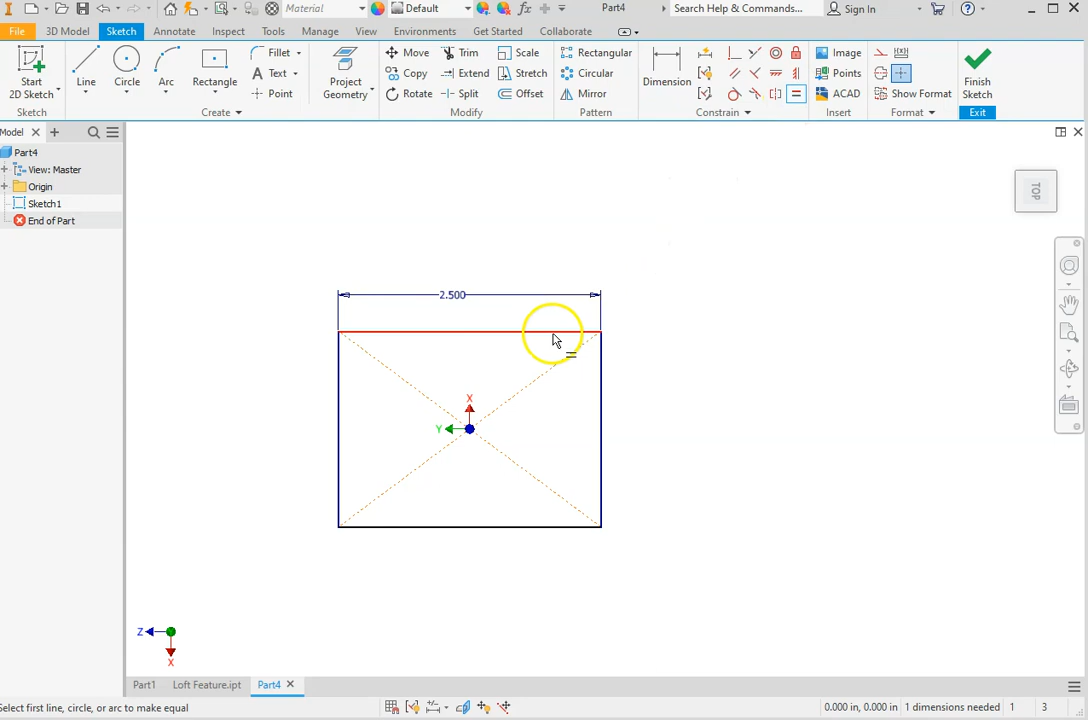 Material Default fx Part4 Search Help & Commands... Sign In
File 3D Model Sketch Annotate Inspect Tools Manage View Environments Get Started Collaborate
Start 2D Sketch Line Circle Arc Rectangle Fillet Text Point Project Geometry Move Copy Rotate Trim Extend Split Scale Stretch Offset Rectangular Circular Mirror Dimension Image Points ACAD Show Format Finish Sketch
Sketch Create Modify Pattern Constrain Insert Format Exit
Model
Part4
View: Master
Origin
Sketch1
End of Part
TOP
2.500
X
Y
Z
X
Part1 Loft Feature.ipt Part4
Select first line, circle, or arc to make equal 0.000 in, 0.000 in 1 dimensions needed 1 3